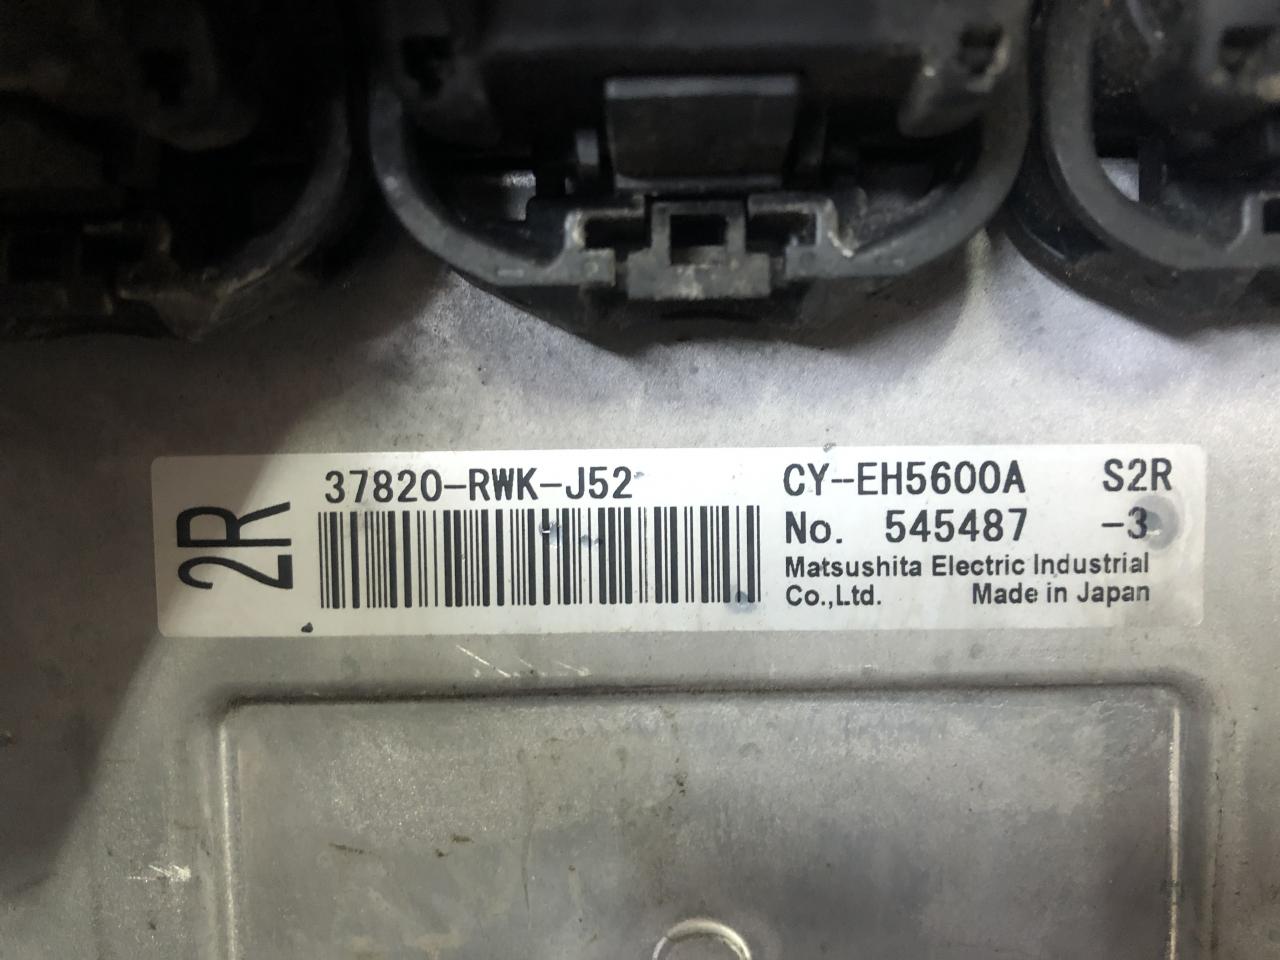 2R
37820-RWK-J52
CY-EH5600A S2R
No. 545487 -3
Matsushita Electric Industrial
Co.,Ltd. Made in Japan